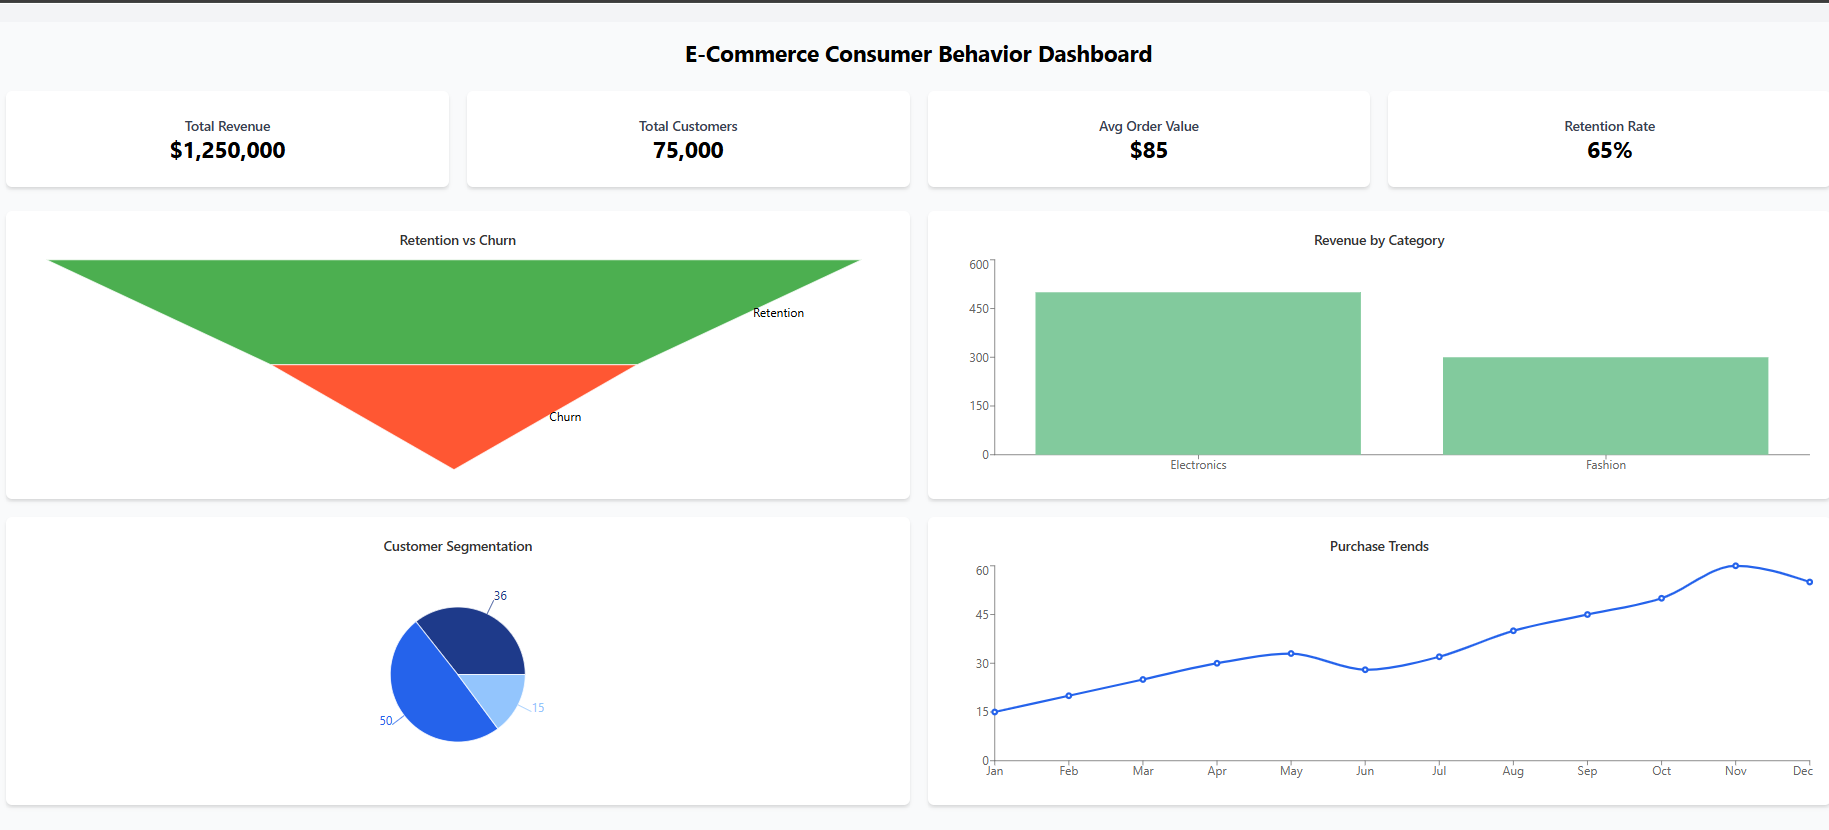 E-Commerce Consumer Behavior Dashboard
Total Revenue
$1,250,000
Total Customers
75,000
Avg Order Value
$85
Retention Rate
65%
Retention vs Churn
Retention
Churn
Revenue by Category
600
450
300
150
0
Electronics Fashion
Customer Segmentation
36
50
15
Purchase Trends
60
45
30
15
0
Jan Feb Mar Apr May Jun Jul Aug Sep Oct Nov Dec